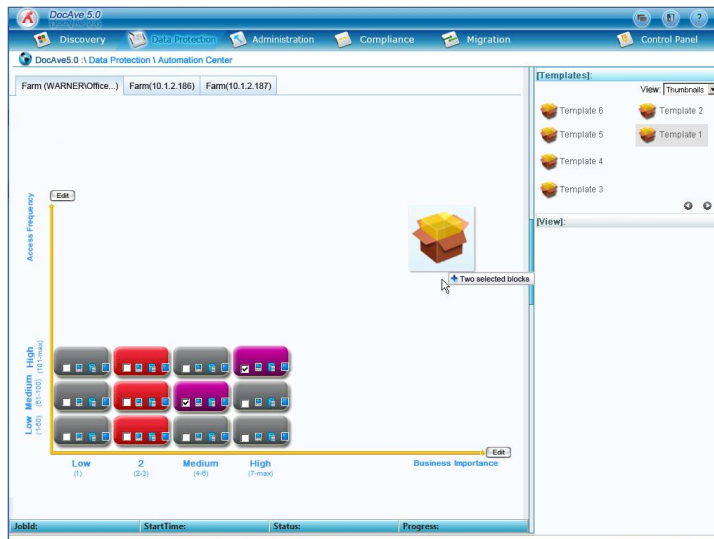 DocAve 5.0
Discovery
Data Protection
Administration
Compliance
Migration
Control Panel
DocAve5.0 :\ Data Protection \ Automation Center
Farm (WARNER\Office...)
Farm(10.1.2.186)
Farm(10.1.2.187)
[Templates]:
View: Thumbnails
Template 6
Template 2
Template 5
Template 1
Template 4
Template 3
[View]:
Edit
Access Frequency
Two selected blocks
High
(101-max)
Medium
(51-100)
Low
(1-50)
Edit
Low
(1)
2
(2-3)
Medium
(4-6)
High
(7-max)
Business Importance
JobId:
StartTime:
Status:
Progress: